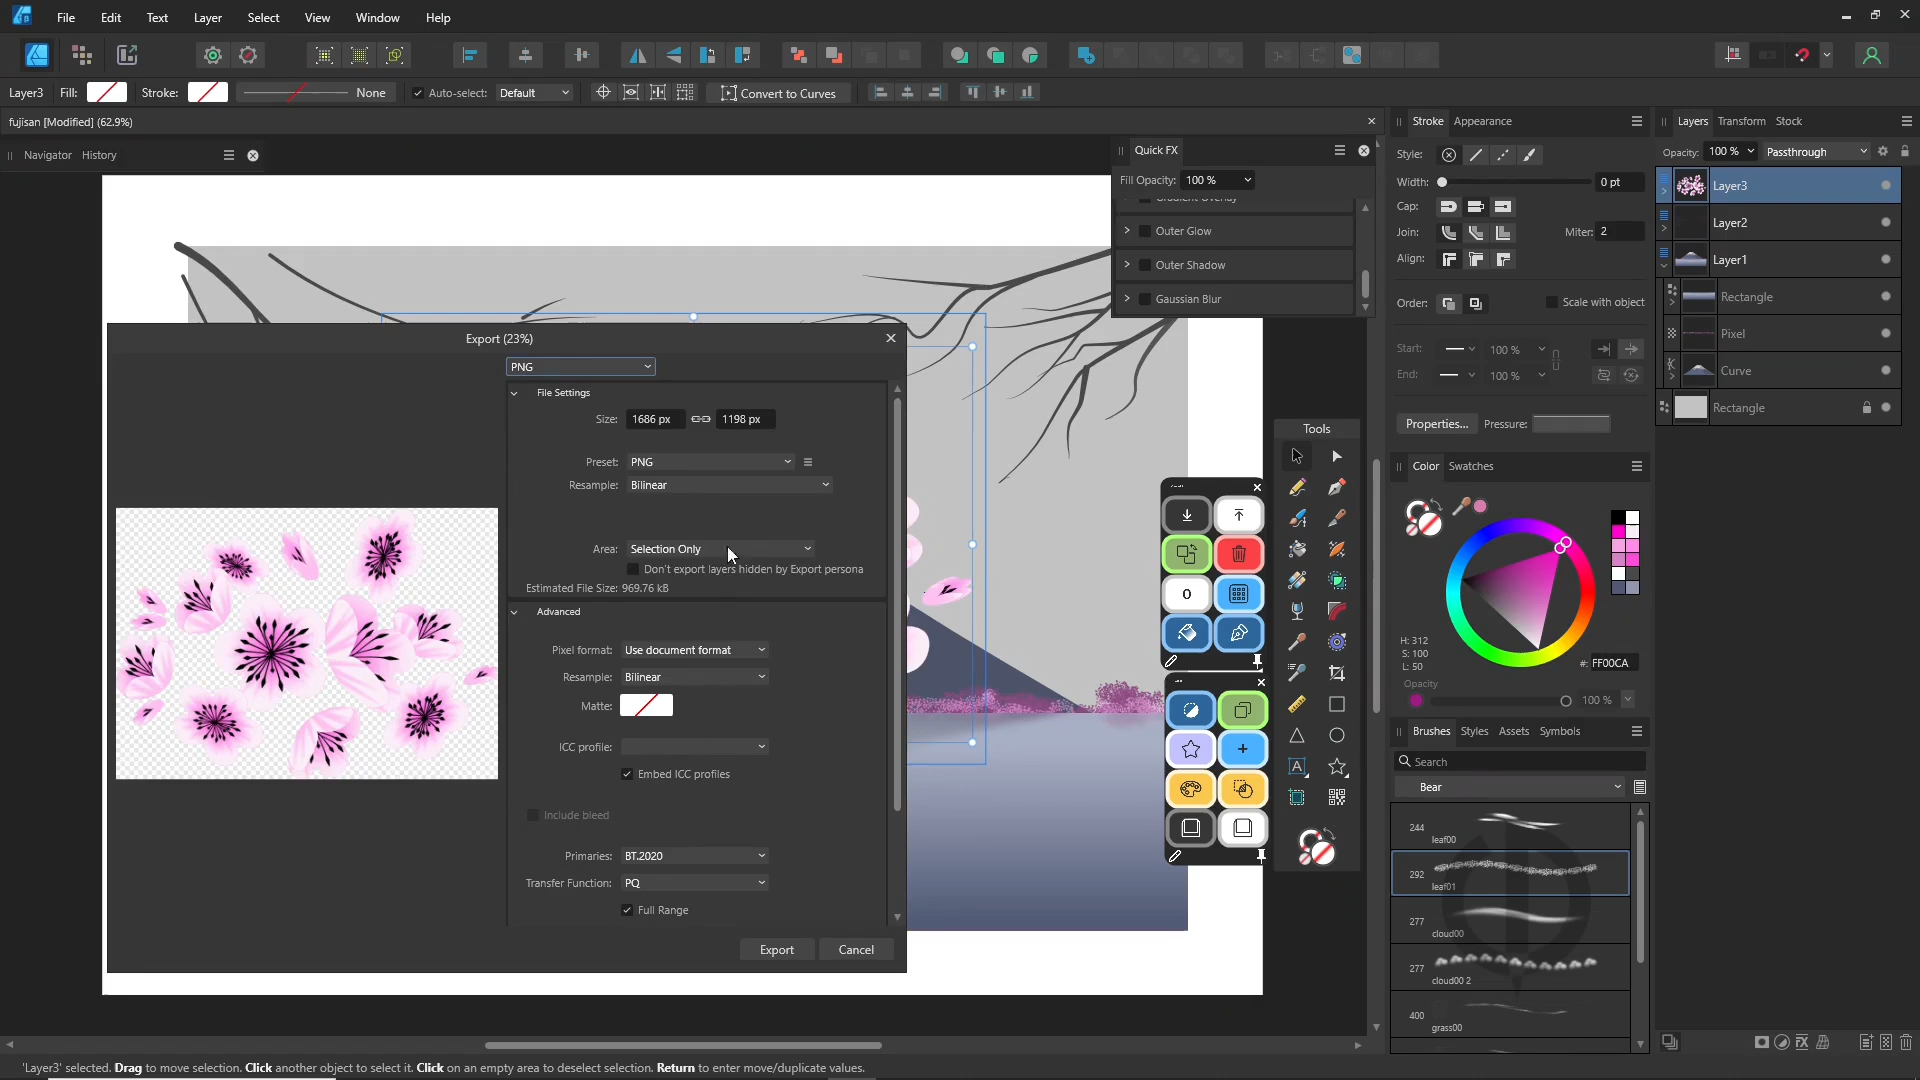 File Edit Text Layer Select View Window Help
Layer3 Fill: Stroke: None Auto-select: Default Convert to Curves
fujisan [Modified] (62.9%)
Navigator History
Quick FX
Fill Opacity: 100 %
Gradient Overlay
Outer Glow
Outer Shadow
Gaussian Blur
Export (23%)
PNG
File Settings
Size: 1686 px 1198 px
Preset: PNG
Resample: Bilinear
Area: Selection Only
Don't export layers hidden by Export persona
Estimated File Size: 969.76 kB
Advanced
Pixel format: Use document format
Resample: Bilinear
Matte:
ICC profile:
Embed ICC profiles
Include bleed
Primaries: BT.2020
Transfer Function: PQ
Full Range
Export Cancel
0
Tools
Stroke Appearance
Style:
Width: 0 pt
Cap:
Join: Miter: 2
Align:
Order: Scale with object
Start: 100 %
End: 100 %
Properties... Pressure:
Color Swatches
H: 312
S: 100
L: 50
#: FF00CA
Opacity
100 %
Brushes Styles Assets Symbols
Search
Bear
244
leaf00
292
leaf01
277
cloud00
277
cloud00 2
400
grass00
Layers Transform Stock
Opacity: 100 % Passthrough
Layer3
Layer2
Layer1
Rectangle
Pixel
Curve
Rectangle
'Layer3' selected. Drag to move selection. Click another object to select it. Click on an empty area to deselect selection. Return to enter move/duplicate values.